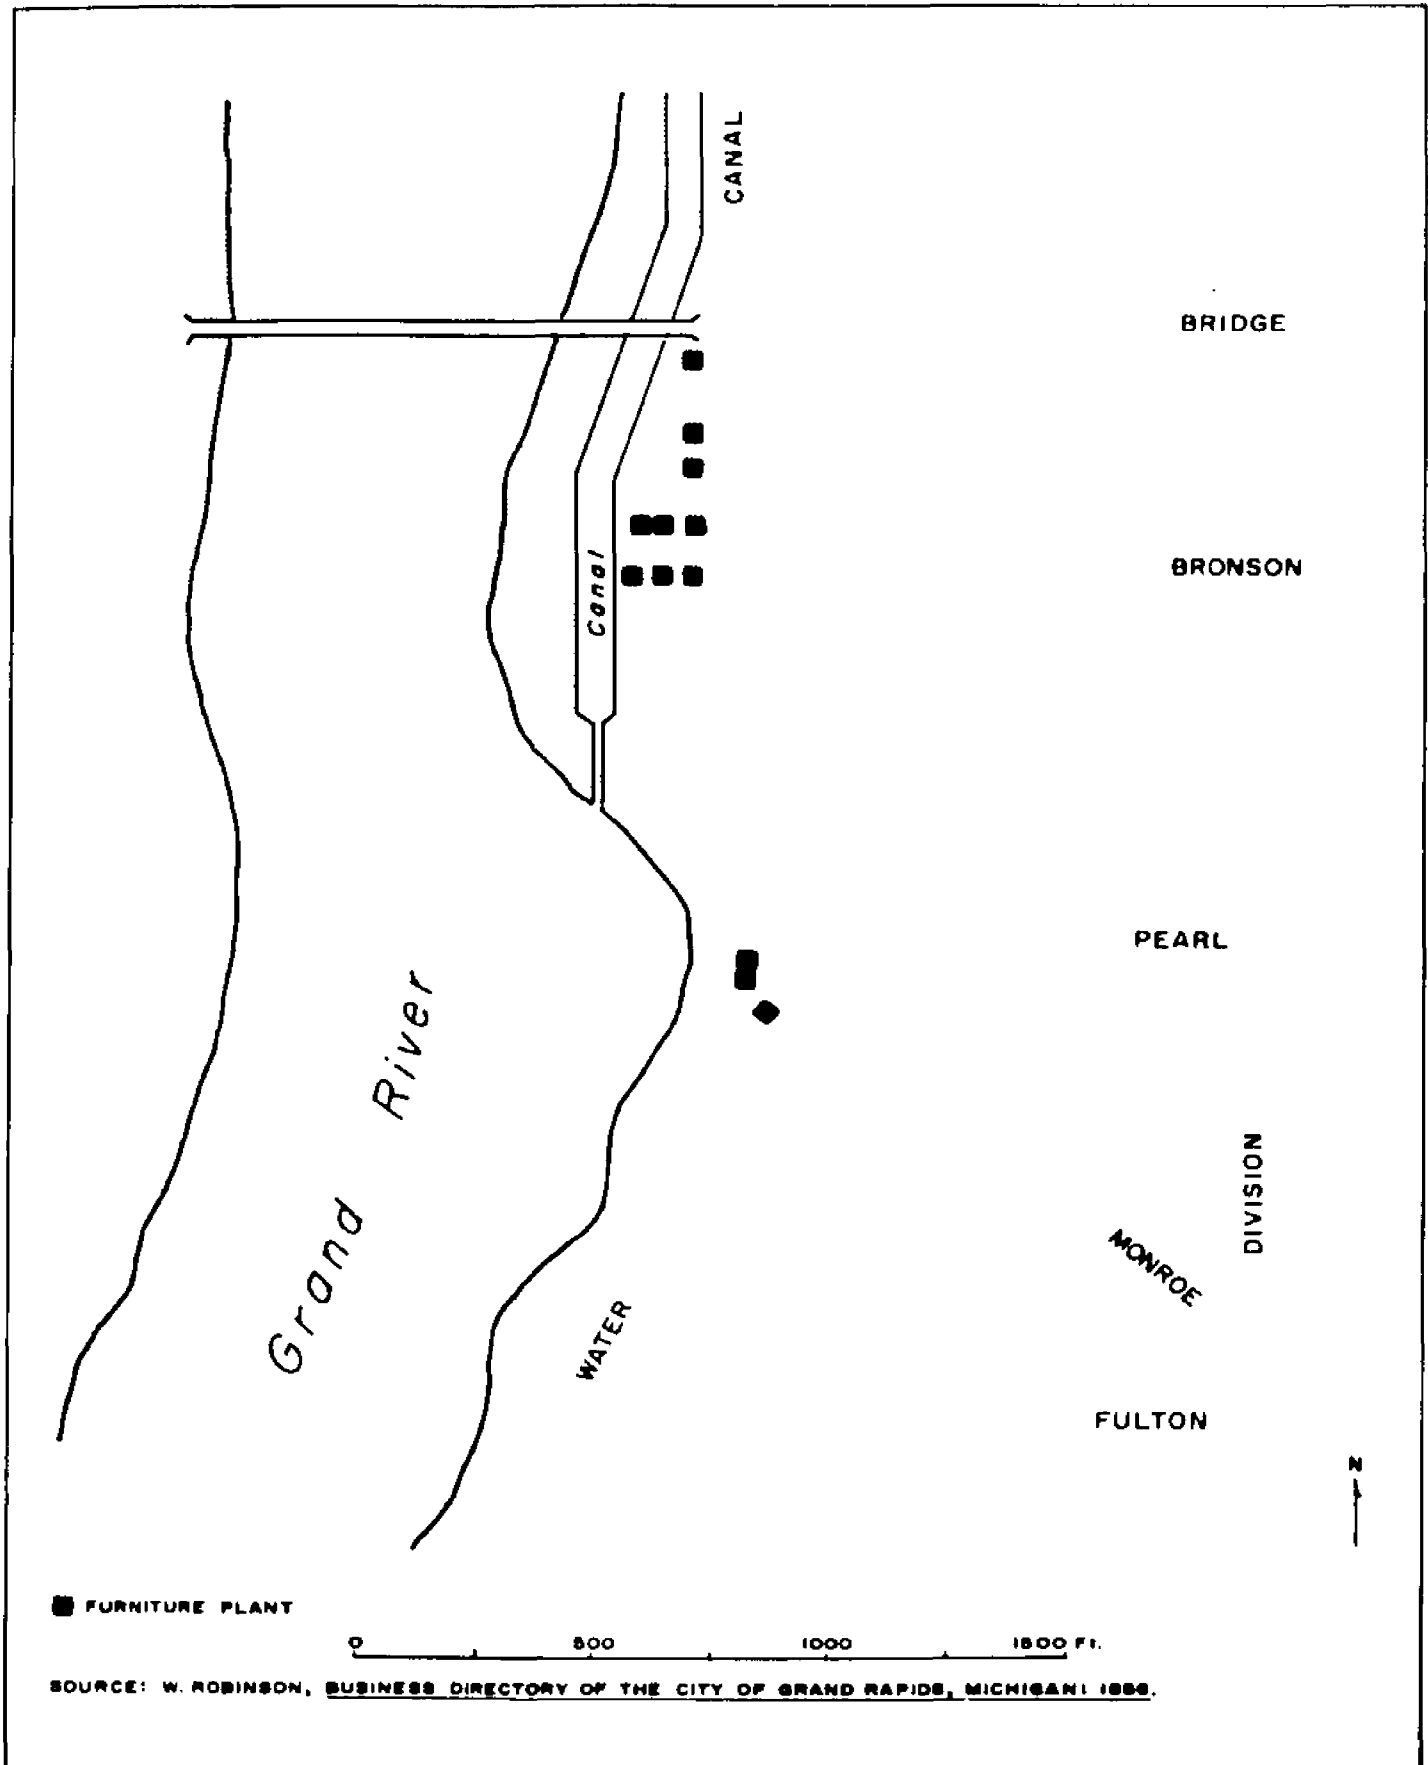 CANAL
BRIDGE
BRONSON
Canal
PEARL
Grand River
DIVISION
MONROE
WATER
FULTON
N
FURNITURE PLANT
0 500 1000 1500 FT.
SOURCE: W. ROBINSON, BUSINESS DIRECTORY OF THE CITY OF GRAND RAPIDS, MICHIGAN: